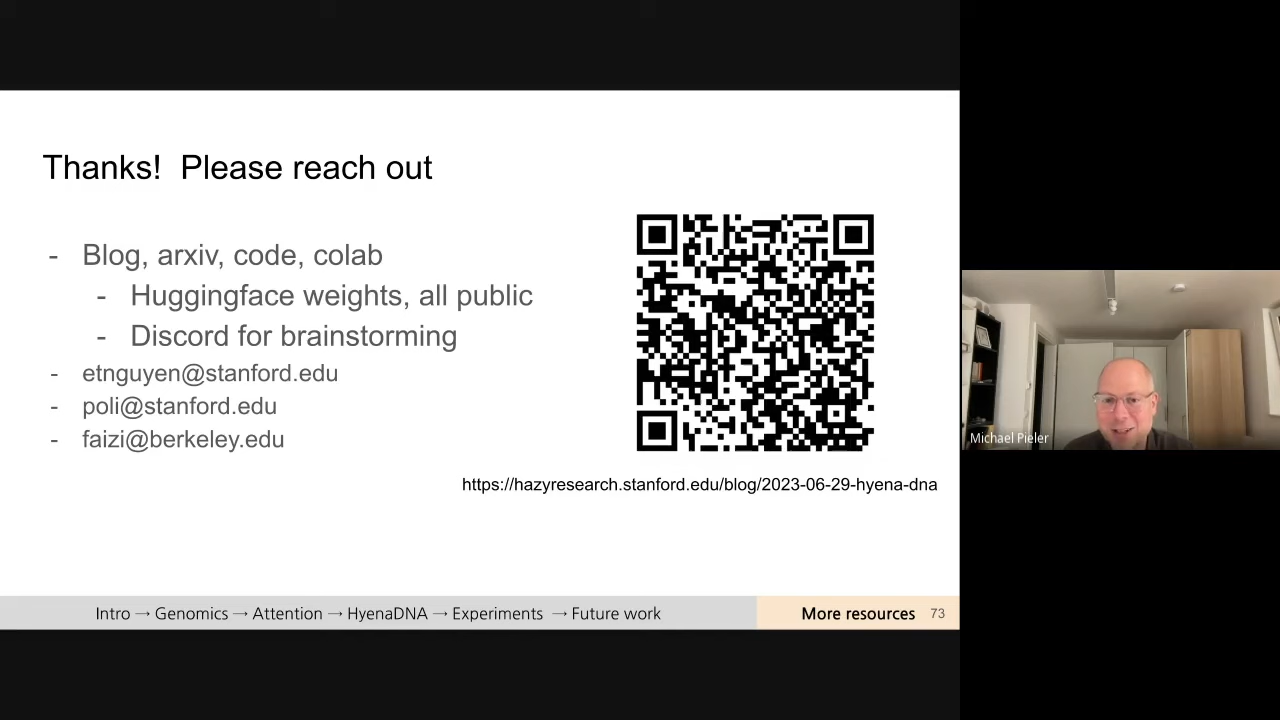 Thanks!  Please reach out
- Blog, arxiv, code, colab
- Huggingface weights, all public
- Discord for brainstorming
- etnguyen@stanford.edu
- poli@stanford.edu
- faizi@berkeley.edu
https://hazyresearch.stanford.edu/blog/2023-06-29-hyena-dna
Intro → Genomics → Attention → HyenaDNA → Experiments → Future work More resources 73
Michael Pieler